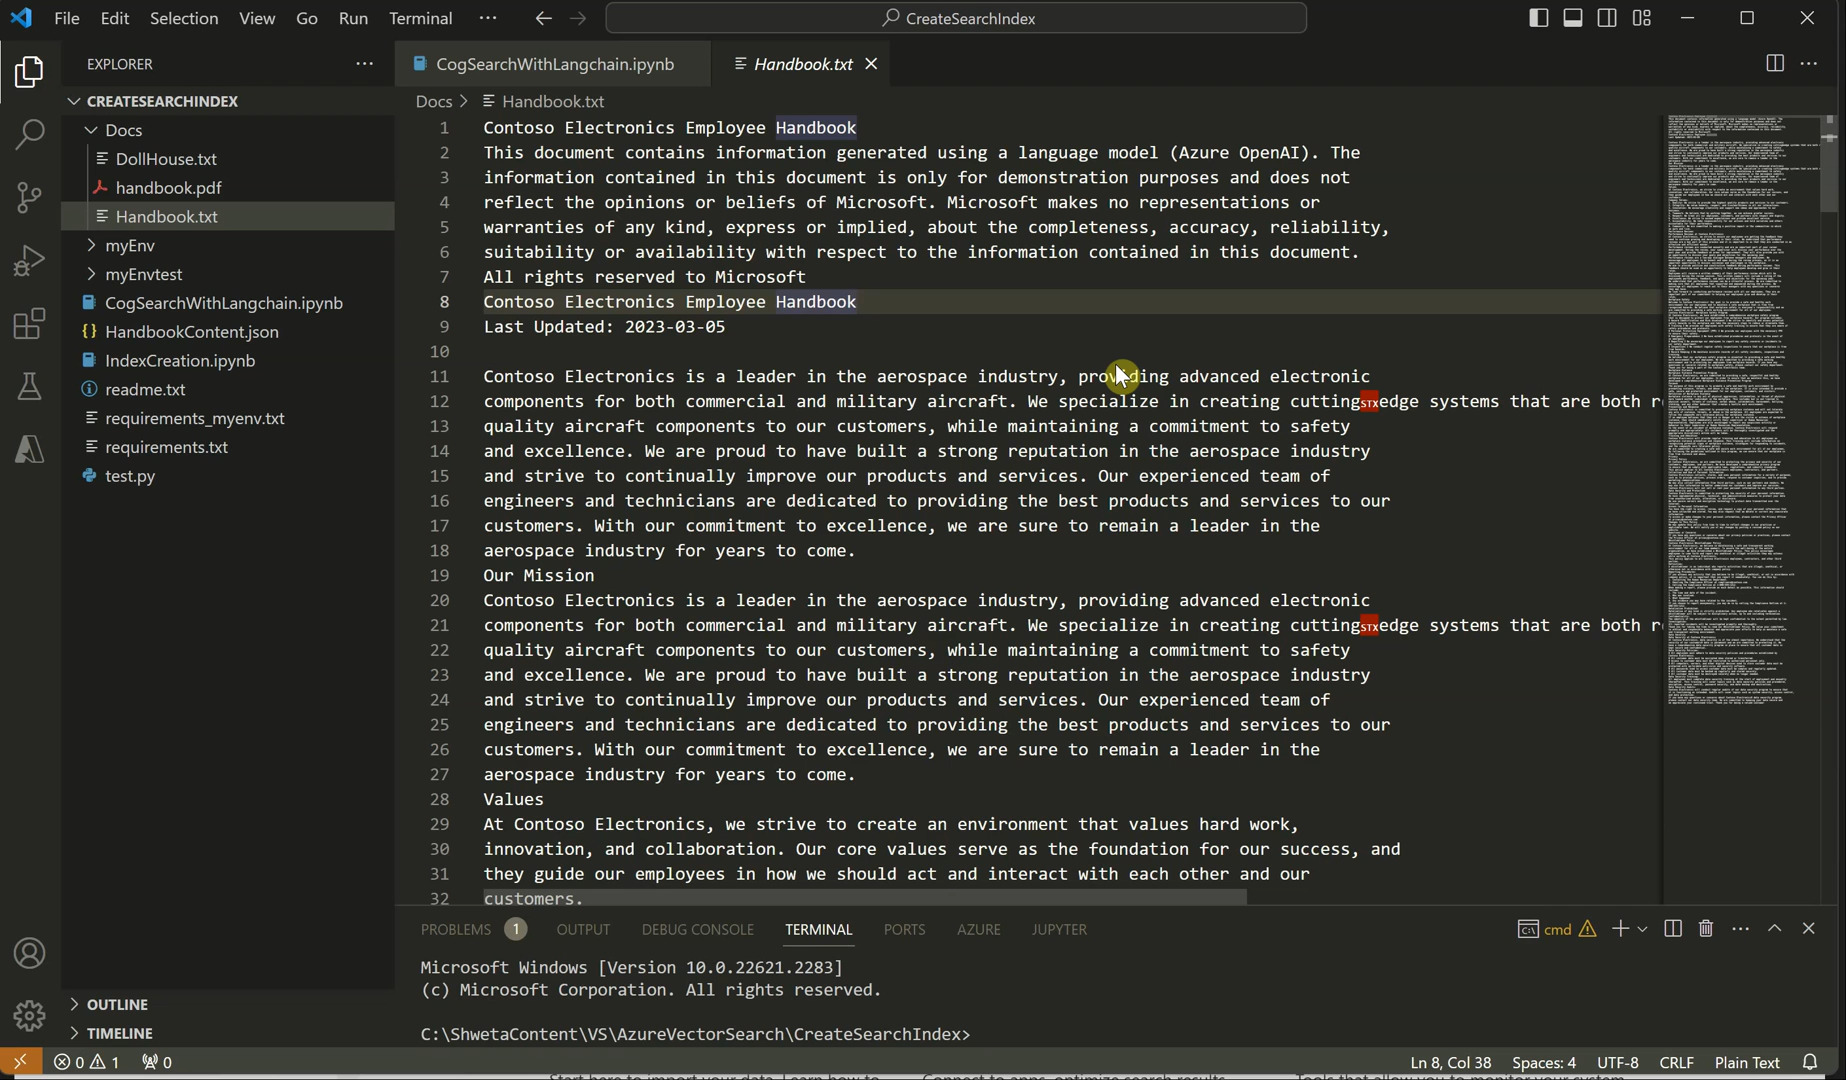 File Edit Selection View Go Run Terminal ··· CreateSearchIndex
EXPLORER ···
CREATESEARCHINDEX
Docs
DollHouse.txt
handbook.pdf
Handbook.txt
myEnv
myEnvtest
CogSearchWithLangchain.ipynb
HandbookContent.json
IndexCreation.ipynb
readme.txt
requirements_myenv.txt
requirements.txt
test.py
OUTLINE
TIMELINE
CogSearchWithLangchain.ipynb Handbook.txt
Docs > Handbook.txt
1 Contoso Electronics Employee Handbook
2 This document contains information generated using a language model (Azure OpenAI). The
3 information contained in this document is only for demonstration purposes and does not
4 reflect the opinions or beliefs of Microsoft. Microsoft makes no representations or
5 warranties of any kind, express or implied, about the completeness, accuracy, reliability,
6 suitability or availability with respect to the information contained in this document.
7 All rights reserved to Microsoft
8 Contoso Electronics Employee Handbook
9 Last Updated: 2023-03-05
10
11 Contoso Electronics is a leader in the aerospace industry, providing advanced electronic
12 components for both commercial and military aircraft. We specialize in creating cutting STX edge systems that are both
13 quality aircraft components to our customers, while maintaining a commitment to safety
14 and excellence. We are proud to have built a strong reputation in the aerospace industry
15 and strive to continually improve our products and services. Our experienced team of
16 engineers and technicians are dedicated to providing the best products and services to our
17 customers. With our commitment to excellence, we are sure to remain a leader in the
18 aerospace industry for years to come.
19 Our Mission
20 Contoso Electronics is a leader in the aerospace industry, providing advanced electronic
21 components for both commercial and military aircraft. We specialize in creating cutting STX edge systems that are both
22 quality aircraft components to our customers, while maintaining a commitment to safety
23 and excellence. We are proud to have built a strong reputation in the aerospace industry
24 and strive to continually improve our products and services. Our experienced team of
25 engineers and technicians are dedicated to providing the best products and services to our
26 customers. With our commitment to excellence, we are sure to remain a leader in the
27 aerospace industry for years to come.
28 Values
29 At Contoso Electronics, we strive to create an environment that values hard work,
30 innovation, and collaboration. Our core values serve as the foundation for our success, and
31 they guide our employees in how we should act and interact with each other and our
32 customers.
PROBLEMS 1 OUTPUT DEBUG CONSOLE TERMINAL PORTS AZURE JUPYTER cmd
Microsoft Windows [Version 10.0.22621.2283]
(c) Microsoft Corporation. All rights reserved.
C:\ShwetaContent\VS\AzureVectorSearch\CreateSearchIndex>
0 1 0 Ln 8, Col 38 Spaces: 4 UTF-8 CRLF Plain Text